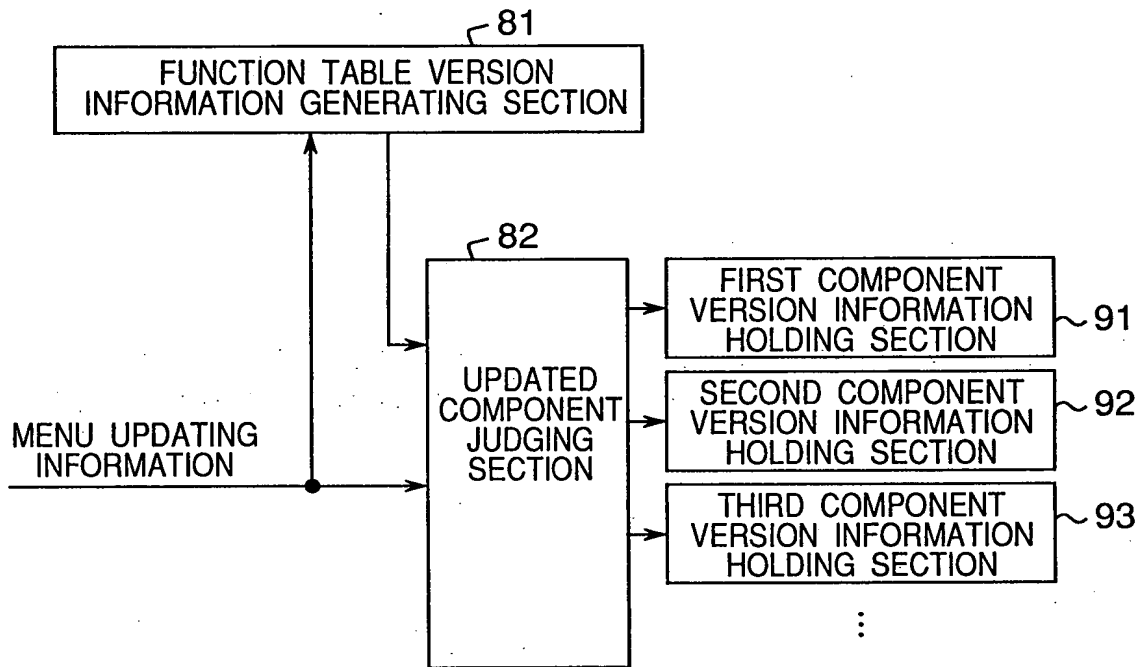 81
FUNCTION TABLE VERSION
INFORMATION GENERATING SECTION
82
UPDATED
COMPONENT
JUDGING
SECTION
MENU UPDATING
INFORMATION
FIRST COMPONENT
VERSION INFORMATION
HOLDING SECTION
91
SECOND COMPONENT
VERSION INFORMATION
HOLDING SECTION
92
THIRD COMPONENT
VERSION INFORMATION
HOLDING SECTION
93
⋮